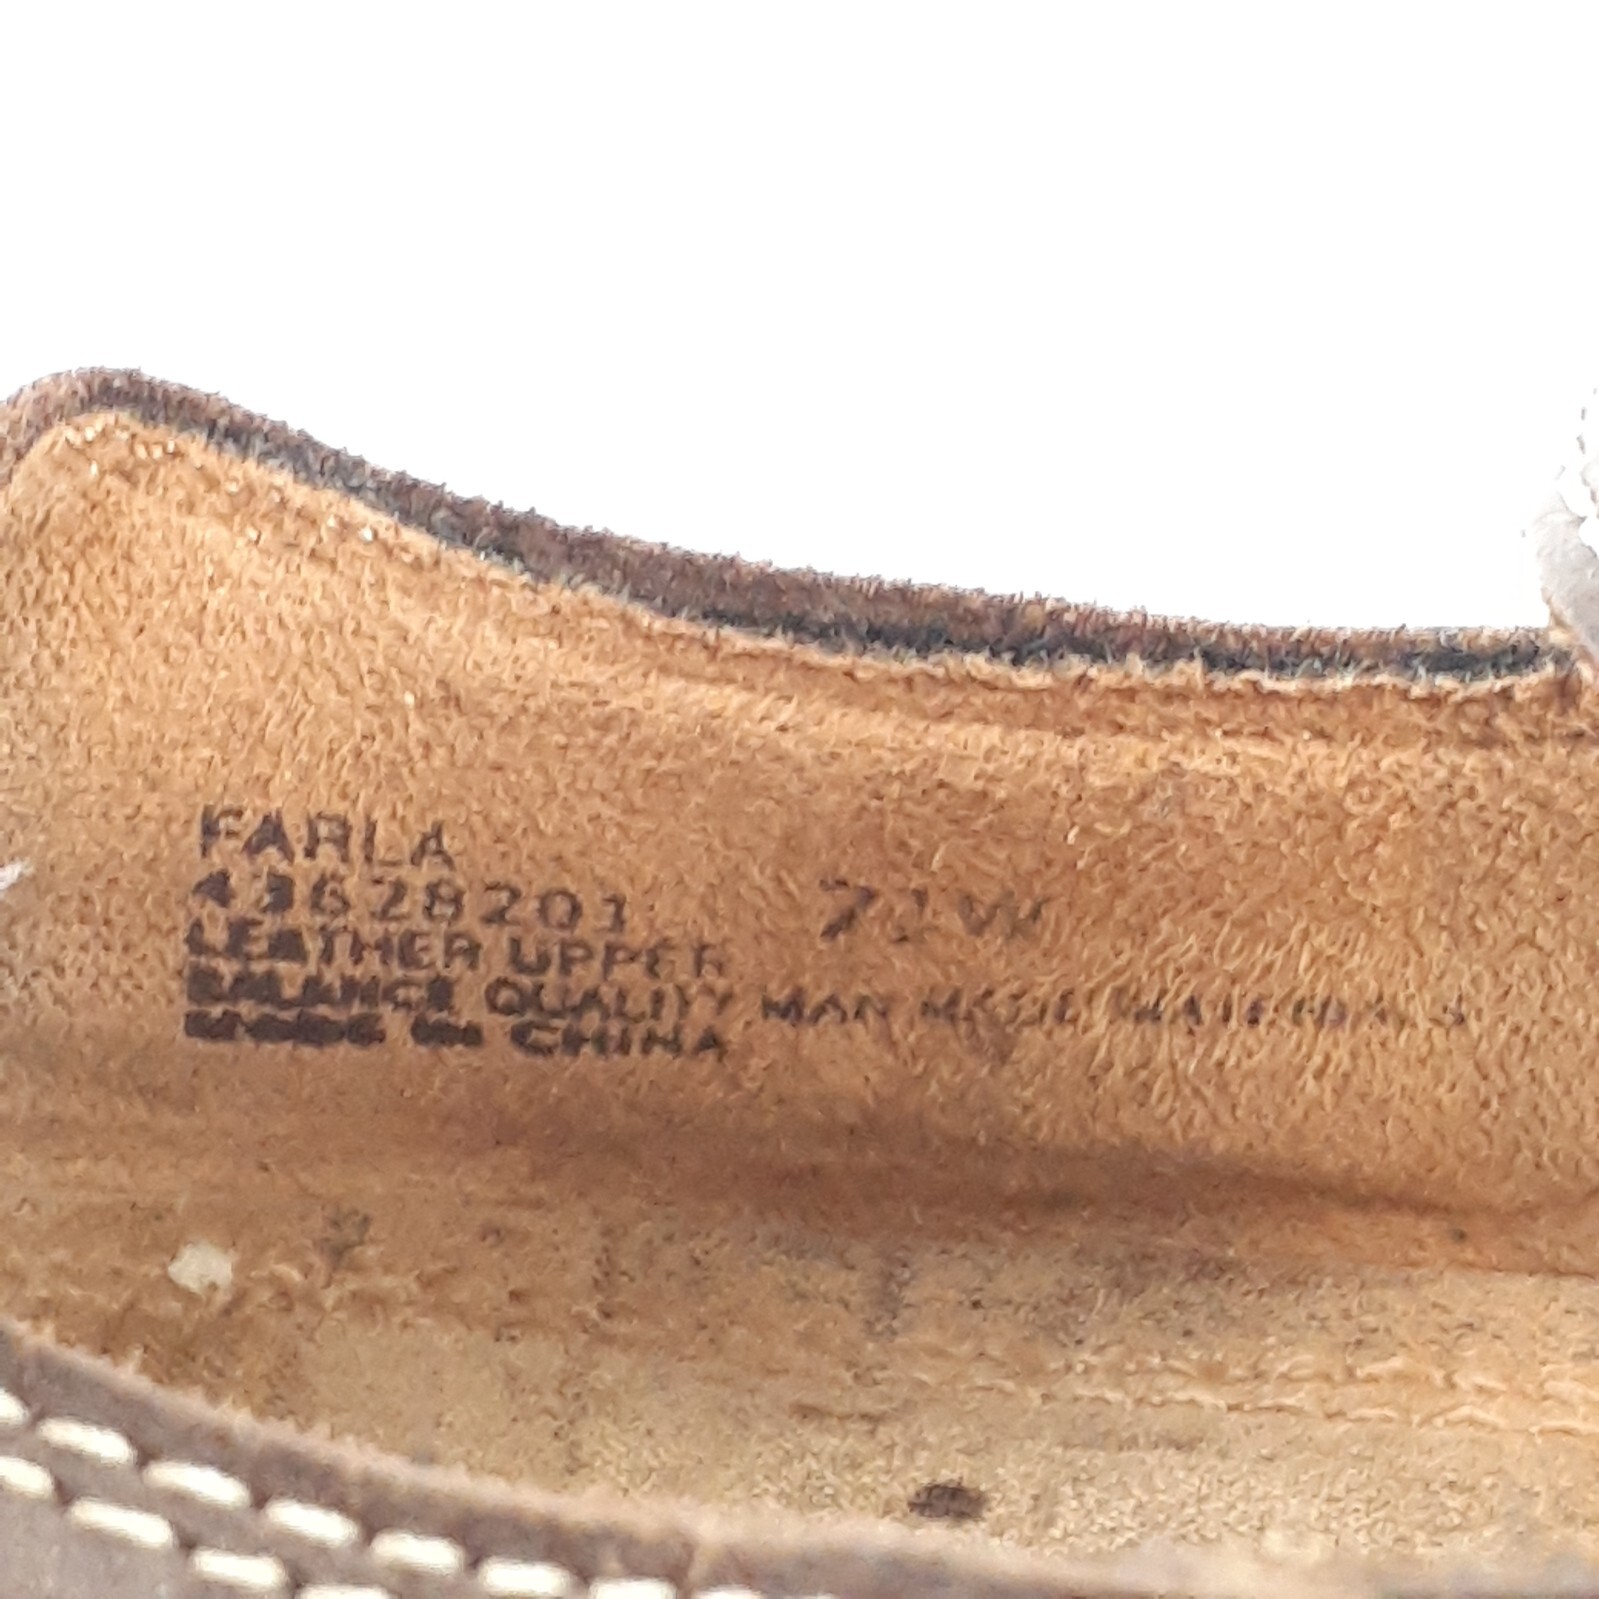 FARLA
43628201 7½W
LEATHER UPPER
BALANCE QUALITY MAN MADE MATERIALS
MADE IN CHINA